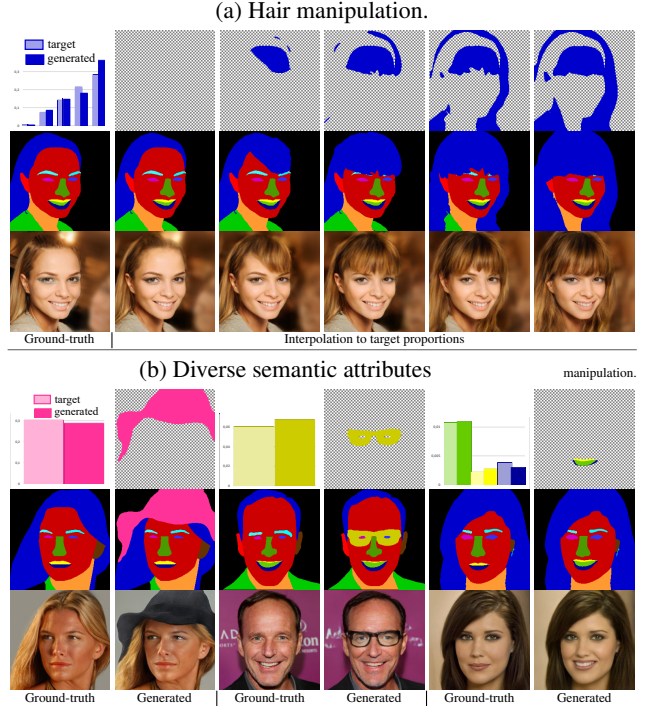 (a) Hair manipulation.
target
generated
Ground-truth
Interpolation to target proportions
(b) Diverse semantic attributes manipulation.
target
generated
Ground-truth
Generated
Ground-truth
Generated
Ground-truth
Generated